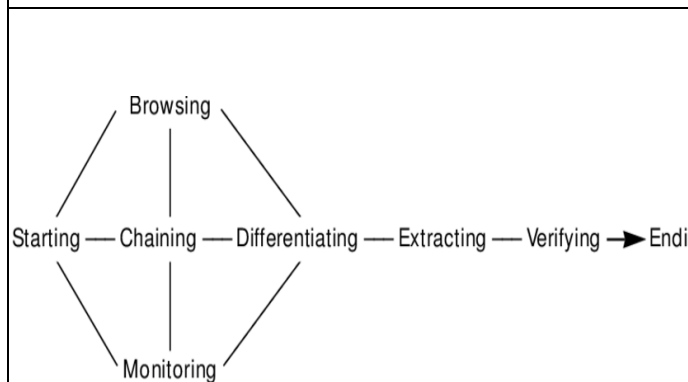 Browsing
Starting Chaining Differentiating Extracting Verifying Endi
Monitoring